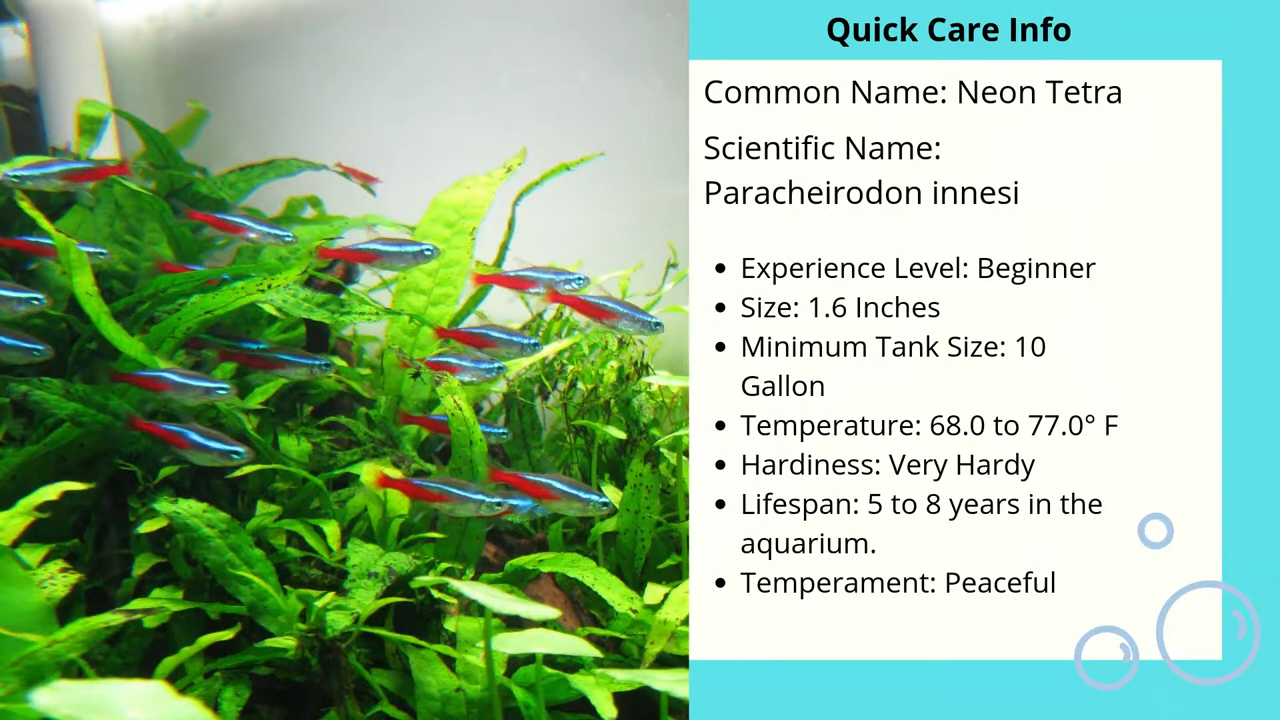 Quick Care Info
Common Name: Neon Tetra
Scientific Name:
Paracheirodon innesi
• Experience Level: Beginner
• Size: 1.6 Inches
• Minimum Tank Size: 10
Gallon
• Temperature: 68.0 to 77.0° F
• Hardiness: Very Hardy
• Lifespan: 5 to 8 years in the
aquarium.
• Temperament: Peaceful